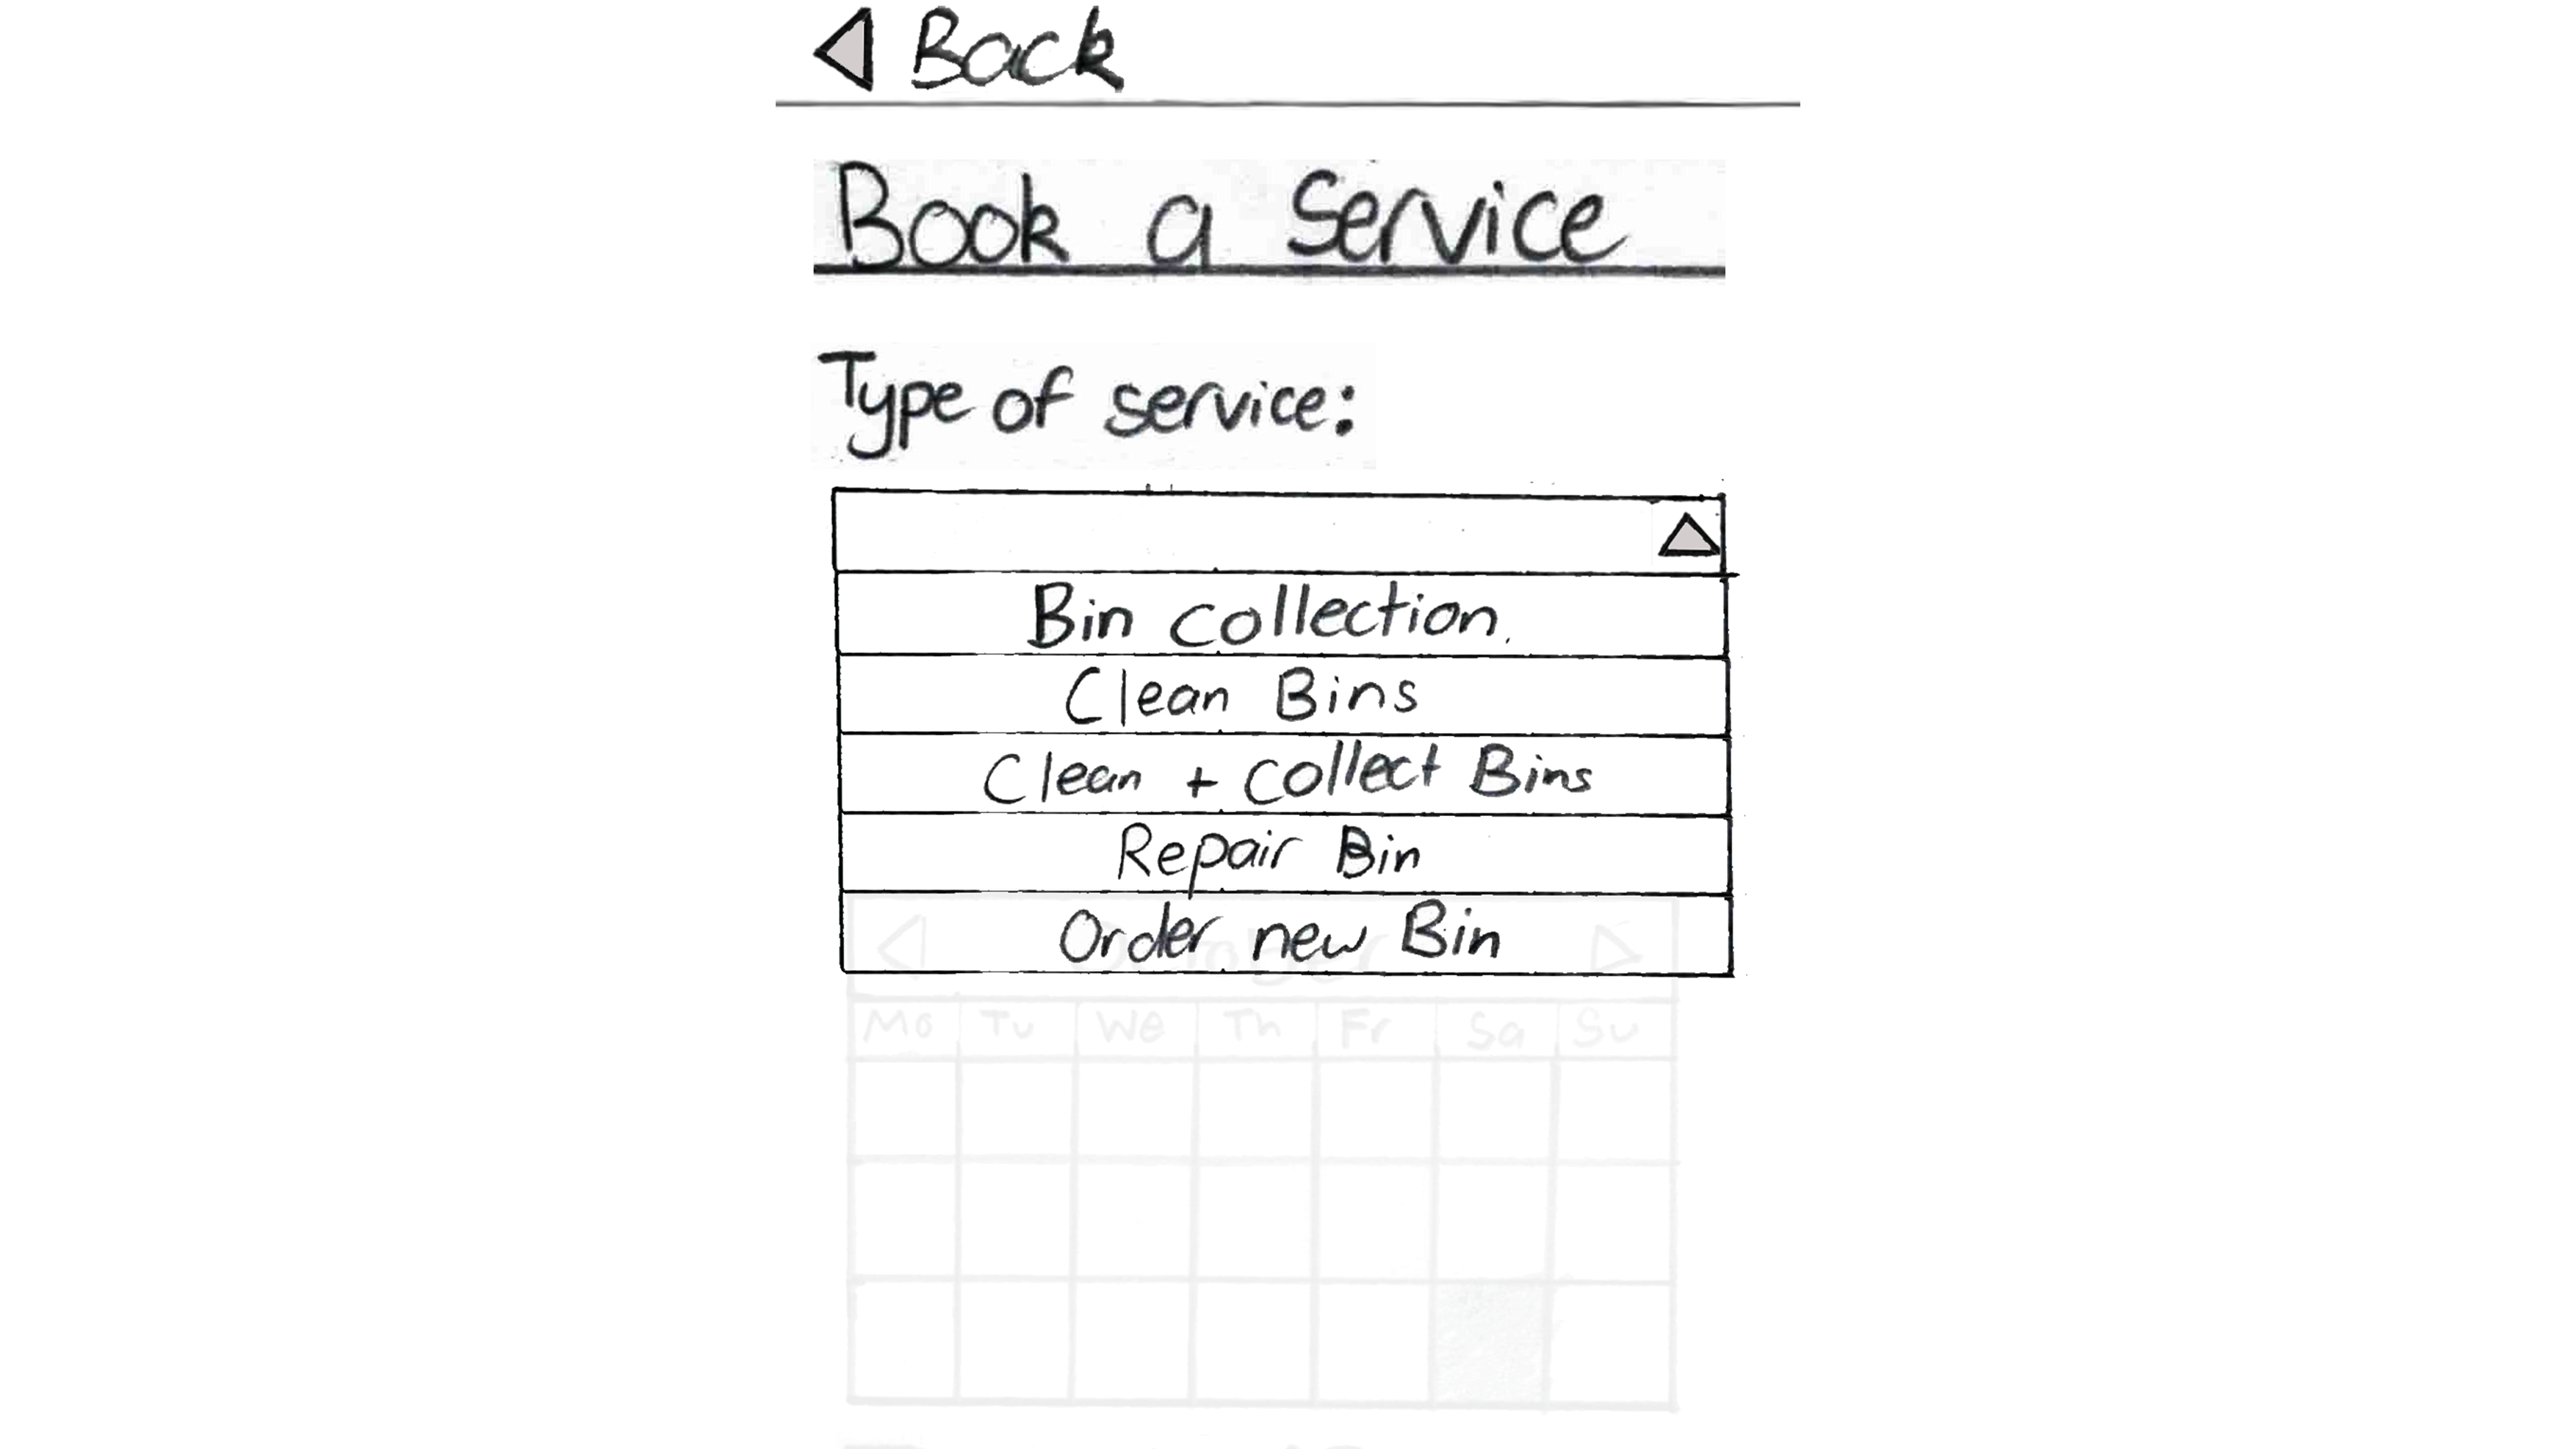 Back
Book a Service
Type of service:
Bin collection.
Clean Bins
Clean + collect Bins
Repair Bin
Order new Bin
Mo Tu We Th Fr Sa Su